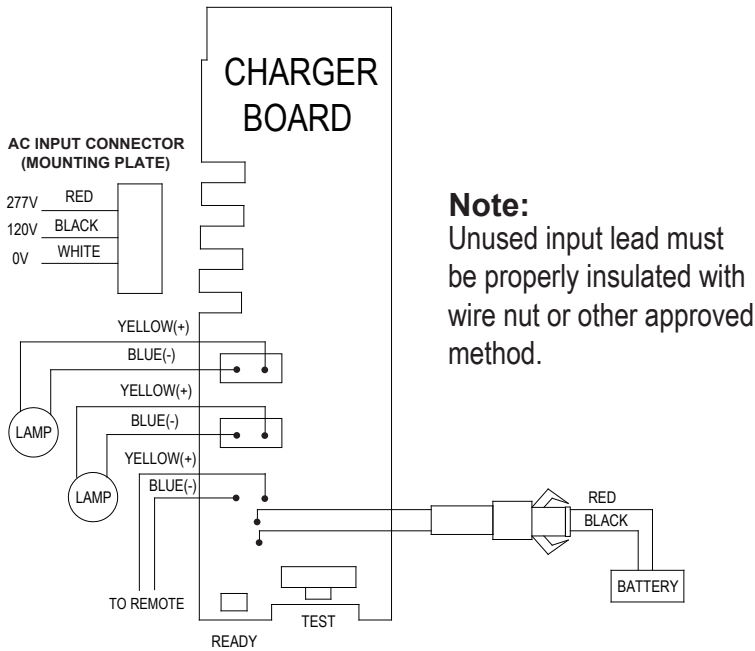 CHARGER
BOARD
AC INPUT CONNECTOR
(MOUNTING PLATE)
277V RED
120V BLACK
0V WHITE
Note:
Unused input lead must
be properly insulated with
wire nut or other approved
method.
YELLOW(+)
BLUE(-)
YELLOW(+)
BLUE(-)
LAMP
YELLOW(+)
BLUE(-)
LAMP
RED
BLACK
BATTERY
TO REMOTE
TEST
READY